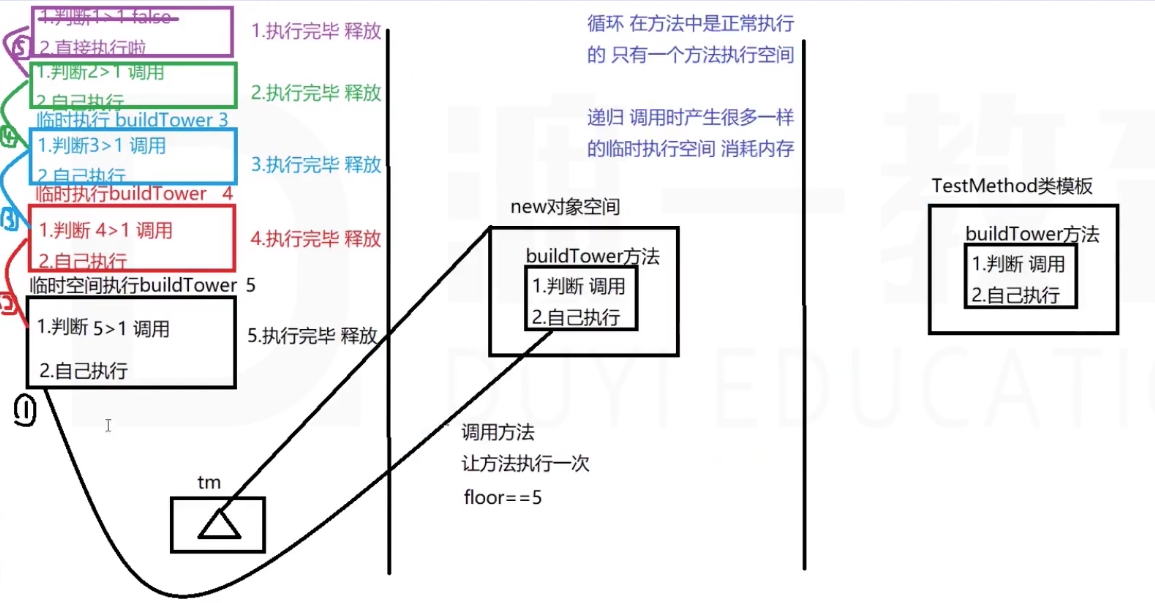 1.判断1>1 false
2.直接执行啦
⑤
1.执行完毕 释放
1.判断2>1 调用
2.自己执行
④
2.执行完毕 释放
临时执行 buildTower 3
1.判断3>1 调用
2.自己执行
③
3.执行完毕 释放
临时执行buildTower 4
1.判断 4>1 调用
2.自己执行
4.执行完毕 释放
临时空间执行buildTower 5
1.判断 5>1 调用
2.自己执行
①
5.执行完毕 释放
tm
循环 在方法中是正常执行
的 只有一个方法执行空间
递归 调用时产生很多一样
的临时执行空间 消耗内存
new对象空间
buildTower方法
1.判断 调用
2.自己执行
调用方法
让方法执行一次
floor==5
TestMethod类模板
buildTower方法
1.判断 调用
2.自己执行
DUYI EDUCATIO